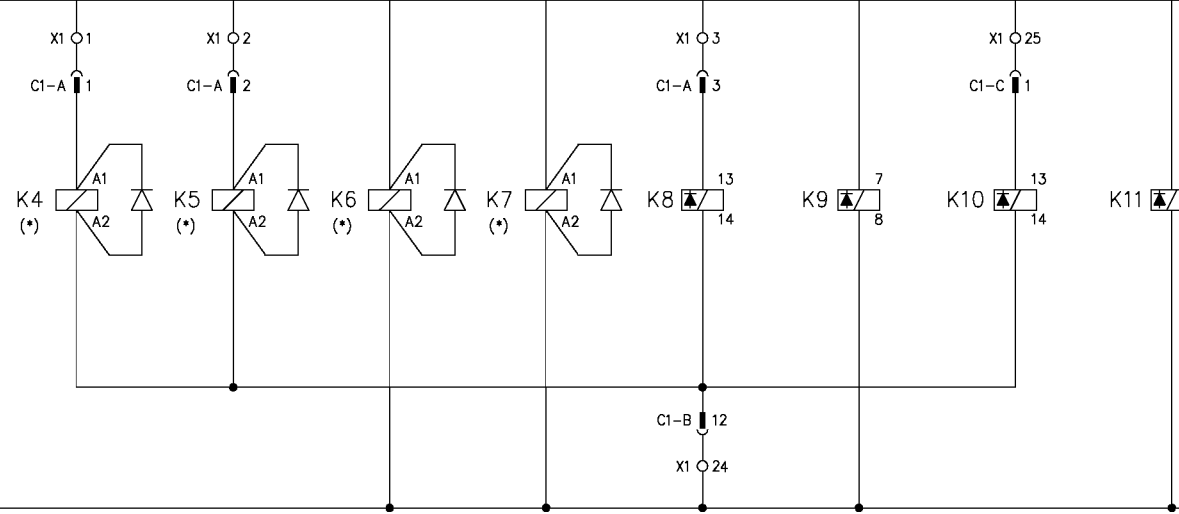 X1 1
X1 2
X1 3
X1 25
C1-A 1
C1-A 2
C1-A 3
C1-C 1
A1
A1
A1
A1
13
7
13
K4
K5
K6
K7
K8
K9
K10
K11
(*)
(*)
(*)
(*)
A2
A2
A2
A2
14
8
14
C1-B 12
X1 24